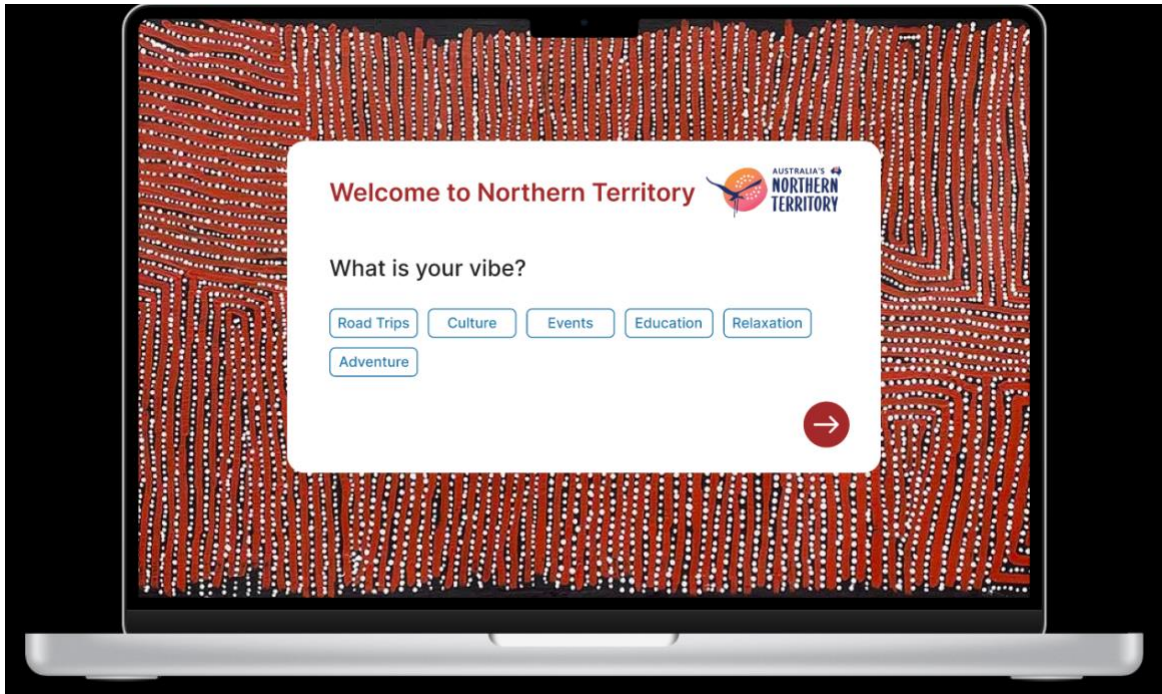 Welcome to Northern Territory
AUSTRALIA'S
NORTHERN
TERRITORY
What is your vibe?
Road Trips Culture Events Education Relaxation
Adventure